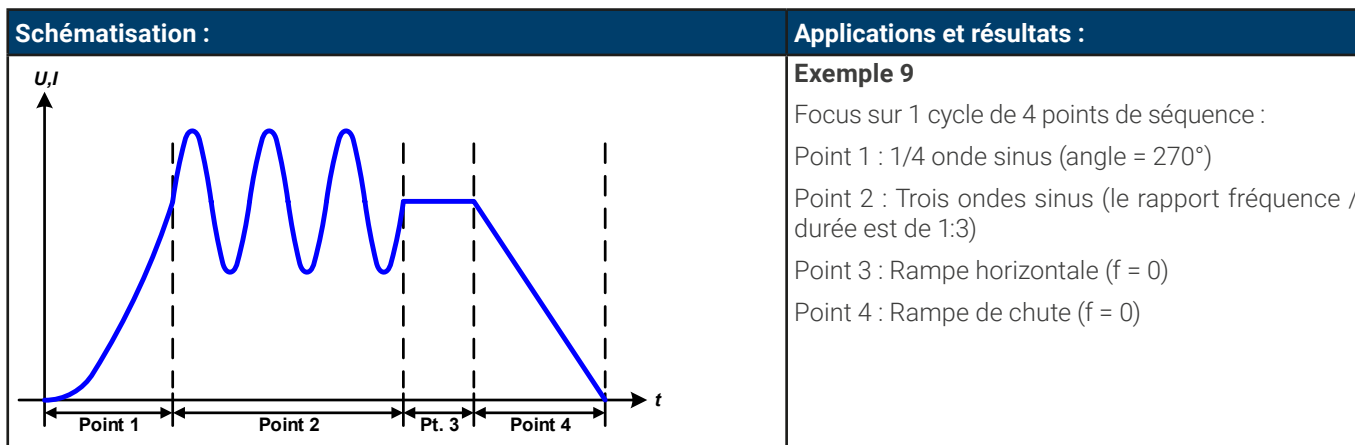 Schématisation :
Applications et résultats :
U,I
t
Point 1
Point 2
Pt. 3
Point 4
Exemple 9
Focus sur 1 cycle de 4 points de séquence :
Point 1 : 1/4 onde sinus (angle = 270°)
Point 2 : Trois ondes sinus (le rapport fréquence /
durée est de 1:3)
Point 3 : Rampe horizontale (f = 0)
Point 4 : Rampe de chute (f = 0)